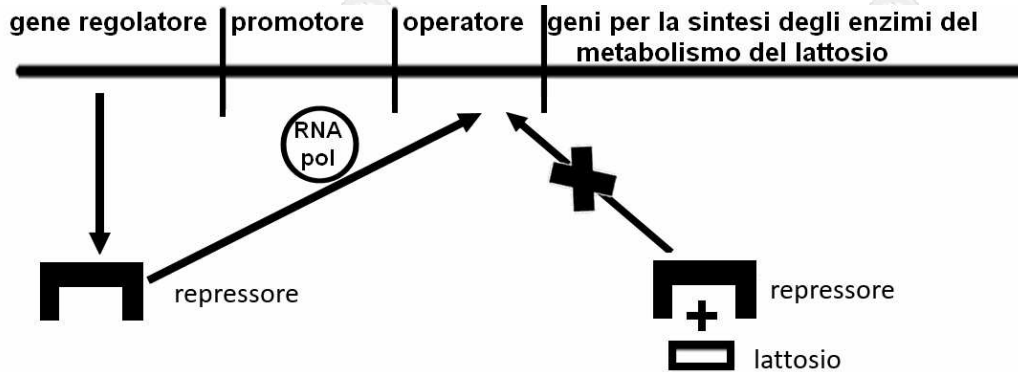 gene regolatore promotore operatore geni per la sintesi degli enzimi del
metabolismo del lattosio
RNA
pol
repressore
repressore
+
lattosio